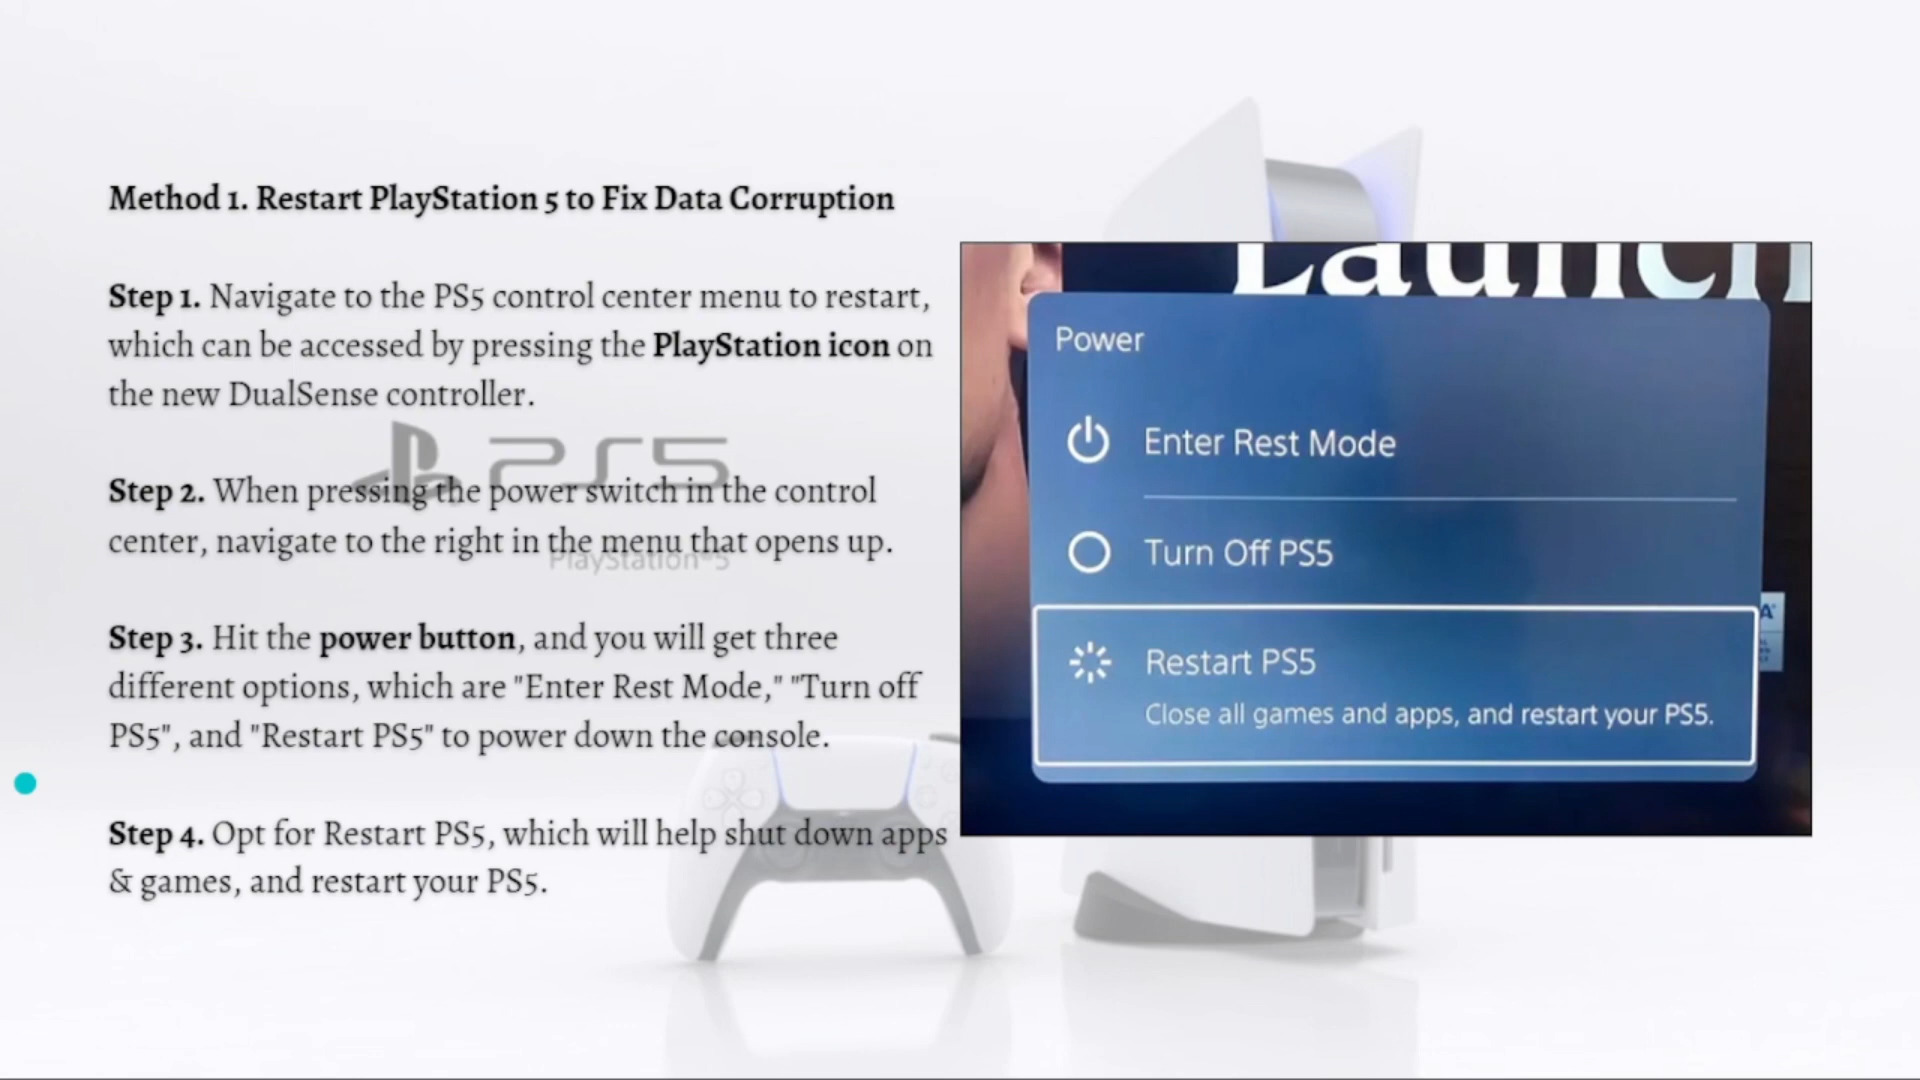 Method 1. Restart PlayStation 5 to Fix Data Corruption
Step 1. Navigate to the PS5 control center menu to restart,
which can be accessed by pressing the PlayStation icon on
the new DualSense controller.
PS5
Step 2. When pressing the power switch in the control
center, navigate to the right in the menu that opens up.
PlayStation®5
Step 3. Hit the power button, and you will get three
different options, which are "Enter Rest Mode," "Turn off
PS5", and "Restart PS5" to power down the console.
Step 4. Opt for Restart PS5, which will help shut down apps
& games, and restart your PS5.
Launch
Power
Enter Rest Mode
Turn Off PS5
Restart PS5
Close all games and apps, and restart your PS5.